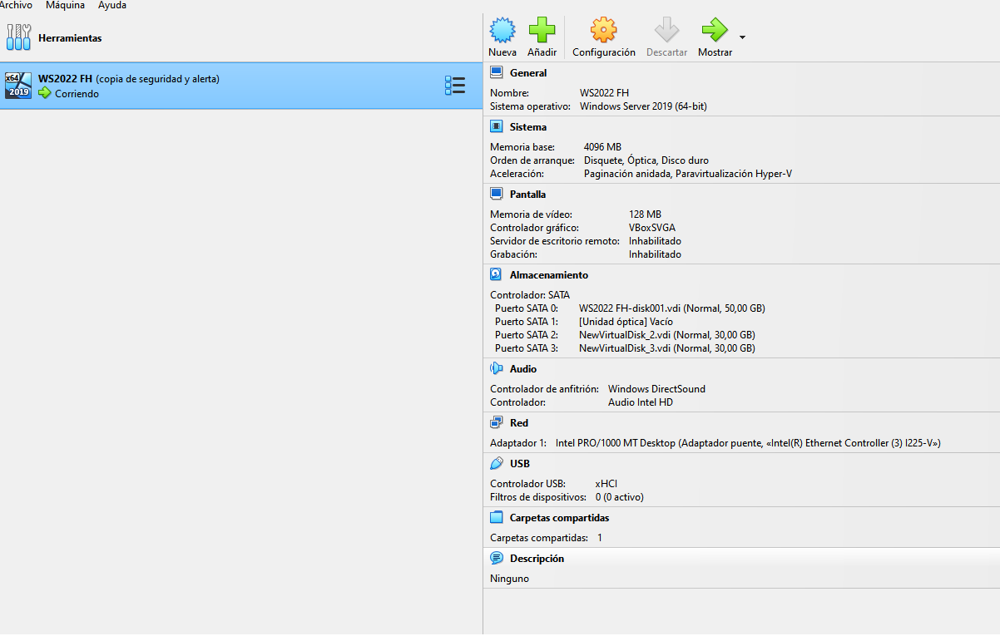 Archivo Máquina Ayuda
Herramientas
Nueva Añadir Configuración Descartar Mostrar
x64
2019
WS2022 FH (copia de seguridad y alerta)
Corriendo
General
Nombre: WS2022 FH
Sistema operativo: Windows Server 2019 (64-bit)
Sistema
Memoria base: 4096 MB
Orden de arranque: Disquete, Óptica, Disco duro
Aceleración: Paginación anidada, Paravirtualización Hyper-V
Pantalla
Memoria de vídeo: 128 MB
Controlador gráfico: VBoxSVGA
Servidor de escritorio remoto: Inhabilitado
Grabación: Inhabilitado
Almacenamiento
Controlador: SATA
Puerto SATA 0: WS2022 FH-disk001.vdi (Normal, 50,00 GB)
Puerto SATA 1: [Unidad óptica] Vacío
Puerto SATA 2: NewVirtualDisk_2.vdi (Normal, 30,00 GB)
Puerto SATA 3: NewVirtualDisk_3.vdi (Normal, 30,00 GB)
Audio
Controlador de anfitrión: Windows DirectSound
Controlador: Audio Intel HD
Red
Adaptador 1: Intel PRO/1000 MT Desktop (Adaptador puente, «Intel(R) Ethernet Controller (3) I225-V»)
USB
Controlador USB: xHCI
Filtros de dispositivos: 0 (0 activo)
Carpetas compartidas
Carpetas compartidas: 1
Descripción
Ninguno